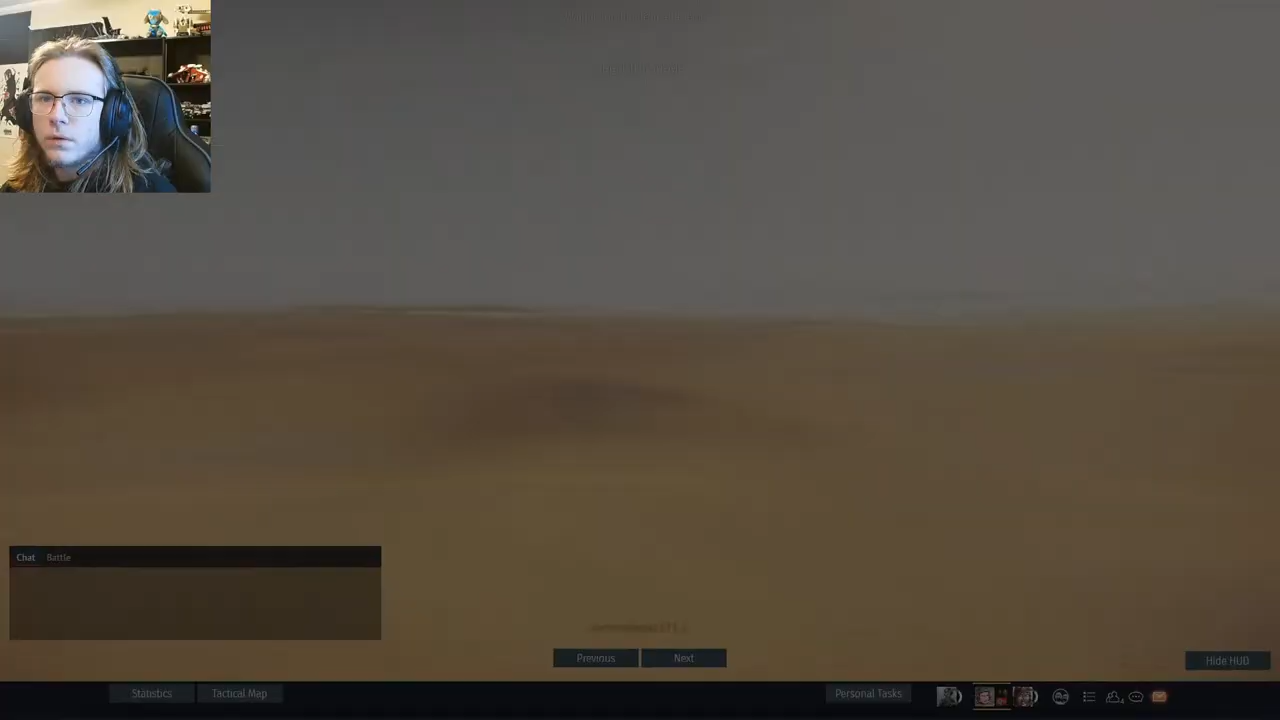 Chat Battle
Previous Next
Hide HUD
Statistics Tactical Map Personal Tasks